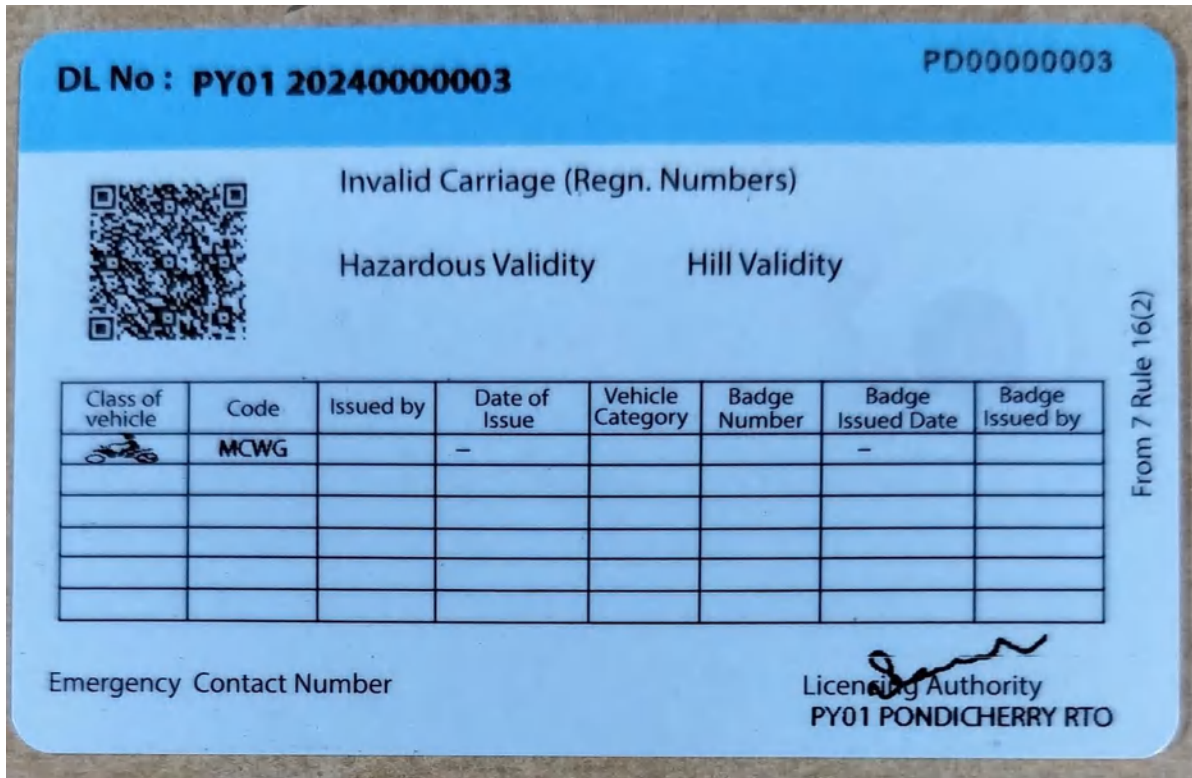 DL No : PY01 20240000003
PD00000003
Invalid Carriage (Regn. Numbers)
Hazardous Validity Hill Validity
From 7 Rule 16(2)
Class of vehicle Code Issued by Date of Issue Vehicle Category Badge Number Badge Issued Date Badge Issued by
MCWG – –
Emergency Contact Number
Licensing Authority
PY01 PONDICHERRY RTO